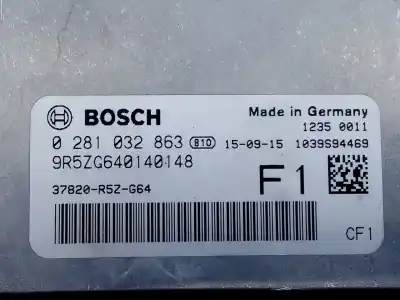 BOSCH
Made in Germany
1235 0011
0 281 032 863 810 15-09-15 1039S94469
9R5ZG640140148
37820-R5Z-G64
F1
CF1